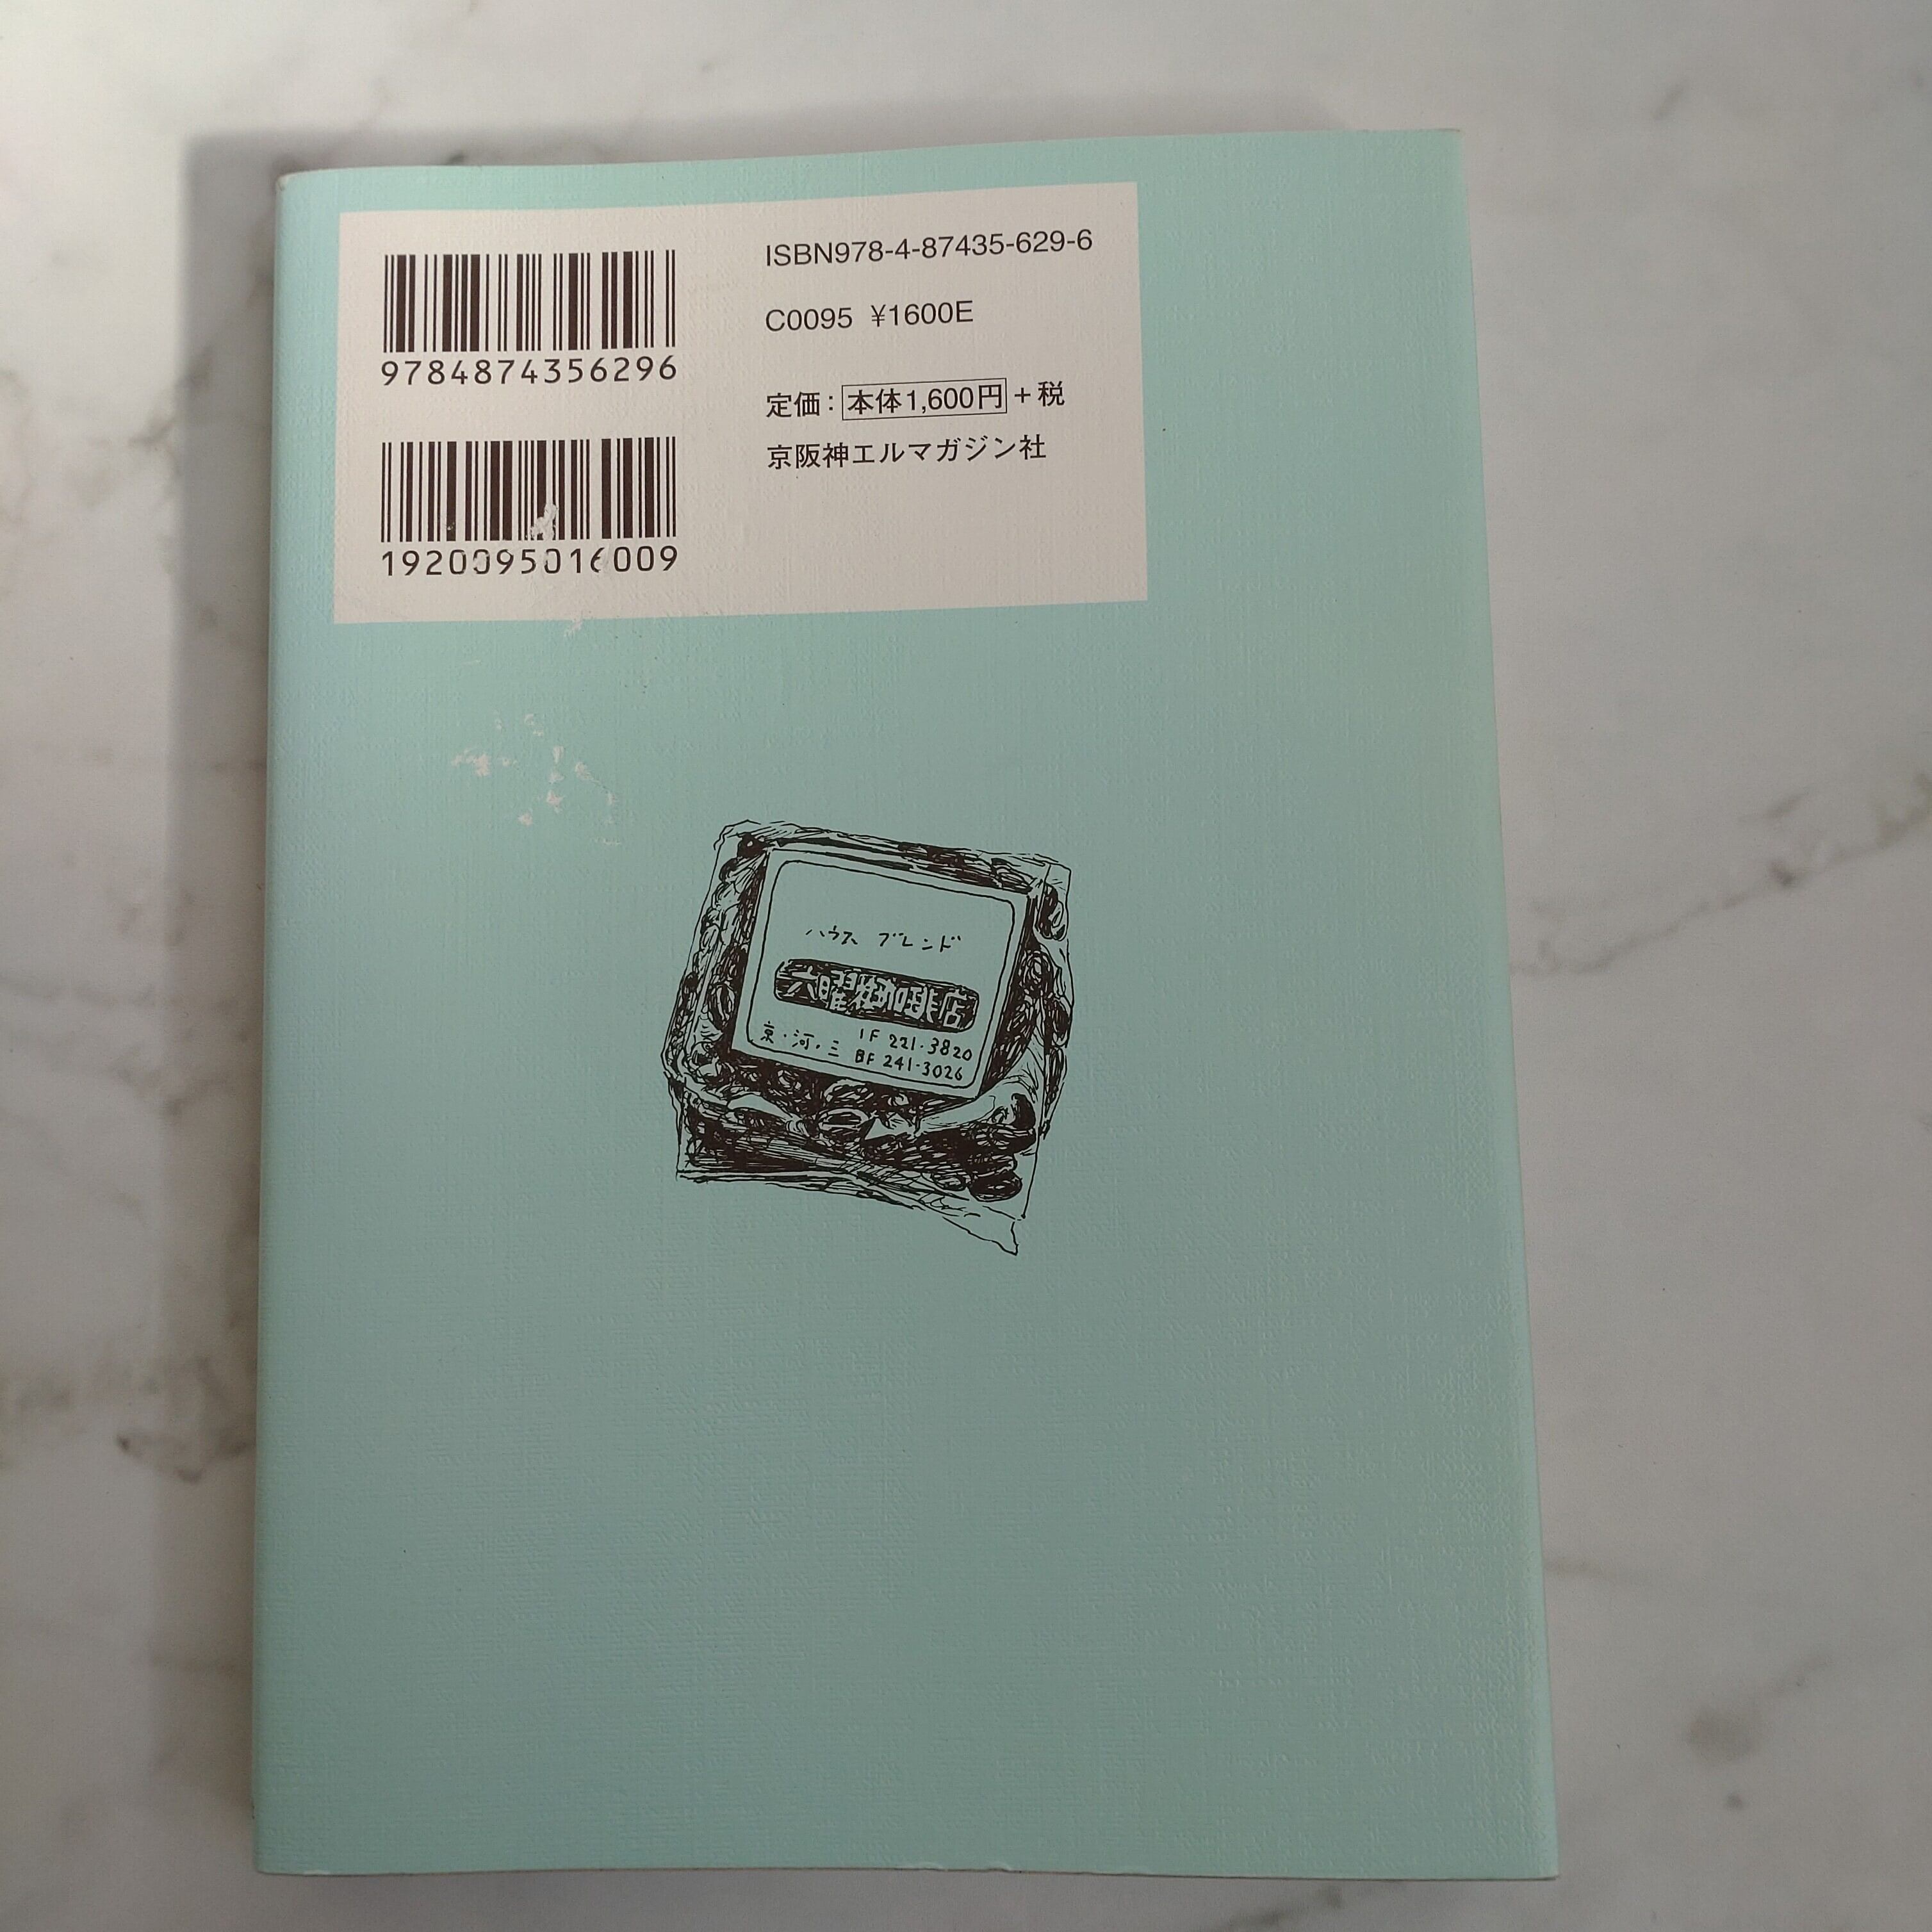 ISBN978-4-87435-629-6
C0095 ¥1600E
9784874356296
定価：本体1,600円＋税
京阪神エルマガジン社
1920095016009
ハウス ブレンド
六曜社珈琲店
京・河・三 1F 221・3820
BF 241・3026